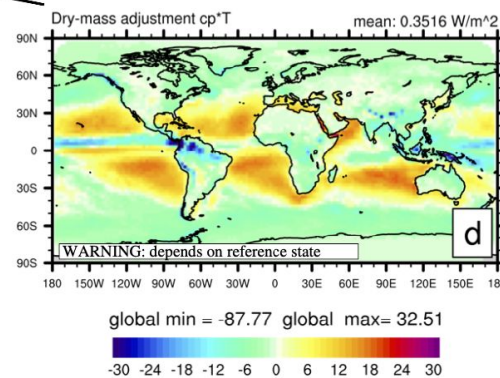 Dry-mass adjustment cp*T mean: 0.3516 W/m^2
90N
60N
30N
0
30S
60S
90S
d
WARNING: depends on reference state
180 150W 120W 90W 60W 30W 0 30E 60E 90E 120E 150E 18
global min = -87.77 global max= 32.51
-30 -24 -18 -12 -6 0 6 12 18 24 30